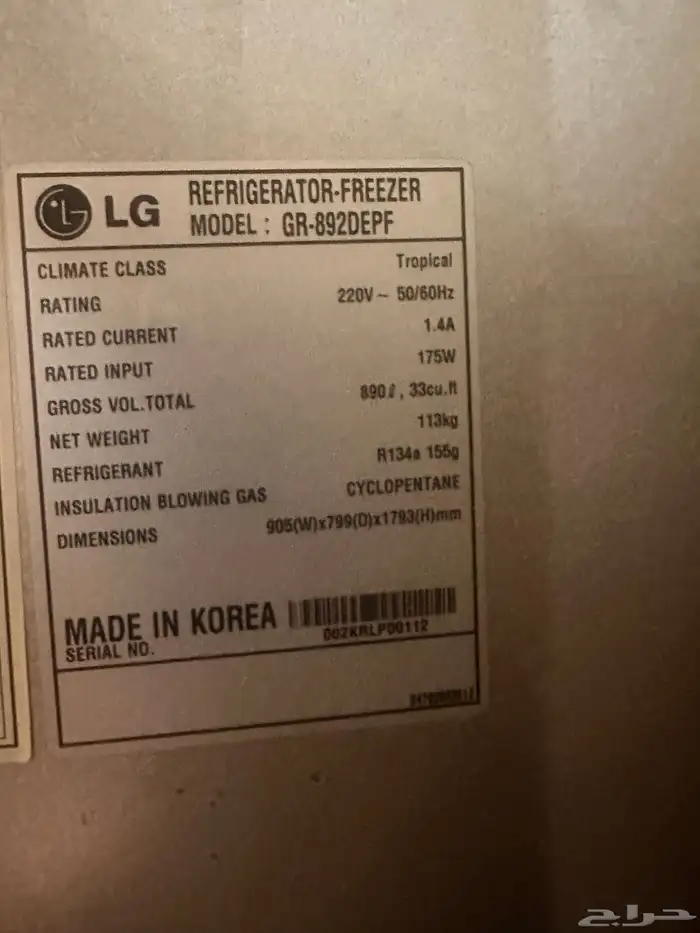 LG REFRIGERATOR-FREEZER
MODEL : GR-892DEPF
CLIMATE CLASS Tropical
RATING 220V ~ 50/60Hz
RATED CURRENT 1.4A
RATED INPUT 175W
GROSS VOL.TOTAL 890ℓ, 33cu.ft
NET WEIGHT 113kg
REFRIGERANT R134a 155g
INSULATION BLOWING GAS CYCLOPENTANE
DIMENSIONS 905(W)x799(D)x1793(H)mm
MADE IN KOREA
SERIAL NO. 002KRLP00112
حراج